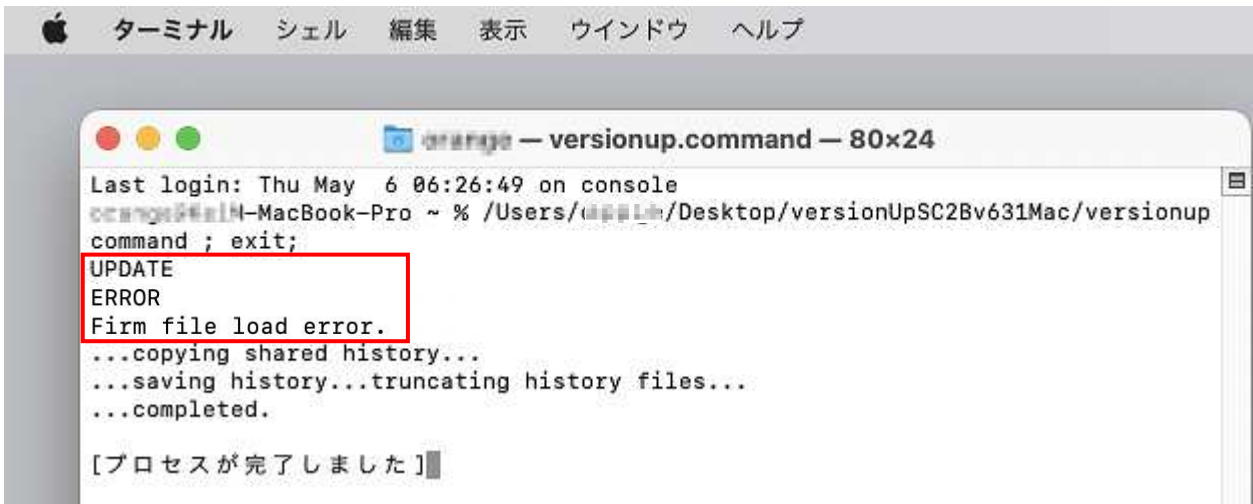 ターミナル シェル 編集 表示 ウインドウ ヘルプ
— versionup.command — 80×24
Last login: Thu May  6 06:26:49 on console
-MacBook-Pro ~ % /Users/ /Desktop/versionUpSC2Bv631Mac/versionup
command ; exit;
UPDATE
ERROR
Firm file load error.
...copying shared history...
...saving history...truncating history files...
...completed.
[プロセスが完了しました]